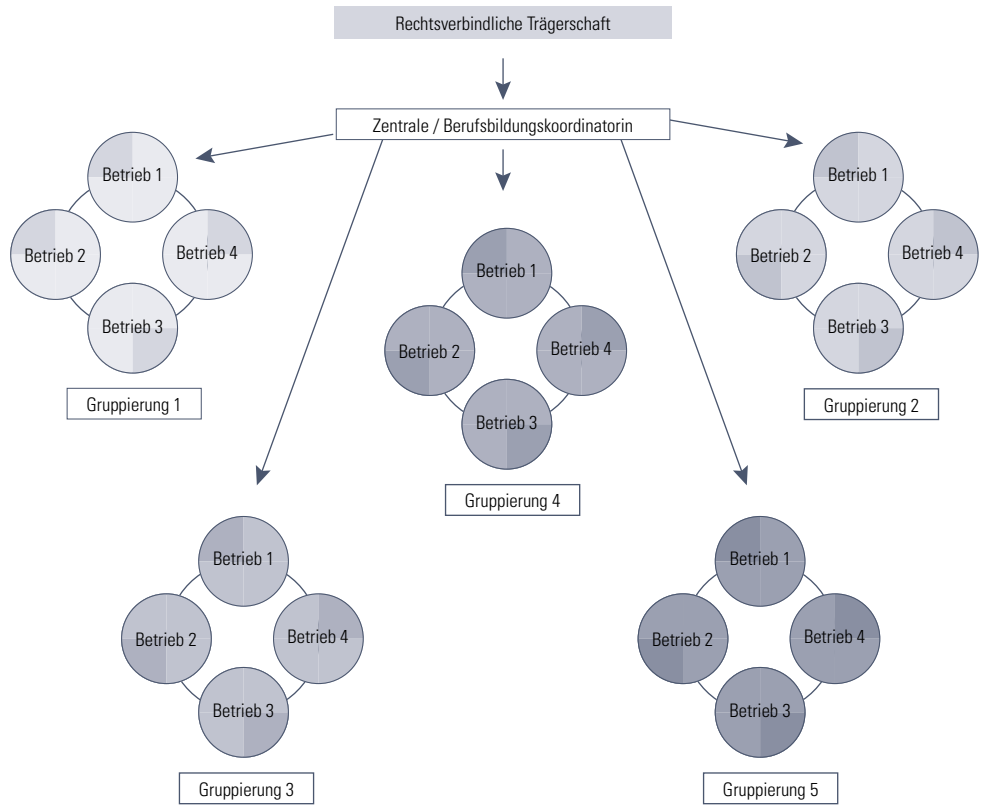 Rechtsverbindliche Trägerschaft
Zentrale / Berufsbildungskoordinatorin
Betrieb 1
Betrieb 2
Betrieb 4
Betrieb 3
Gruppierung 1
Betrieb 1
Betrieb 2
Betrieb 4
Betrieb 3
Gruppierung 4
Betrieb 1
Betrieb 2
Betrieb 4
Betrieb 3
Gruppierung 2
Betrieb 1
Betrieb 2
Betrieb 4
Betrieb 3
Gruppierung 3
Betrieb 1
Betrieb 2
Betrieb 4
Betrieb 3
Gruppierung 5